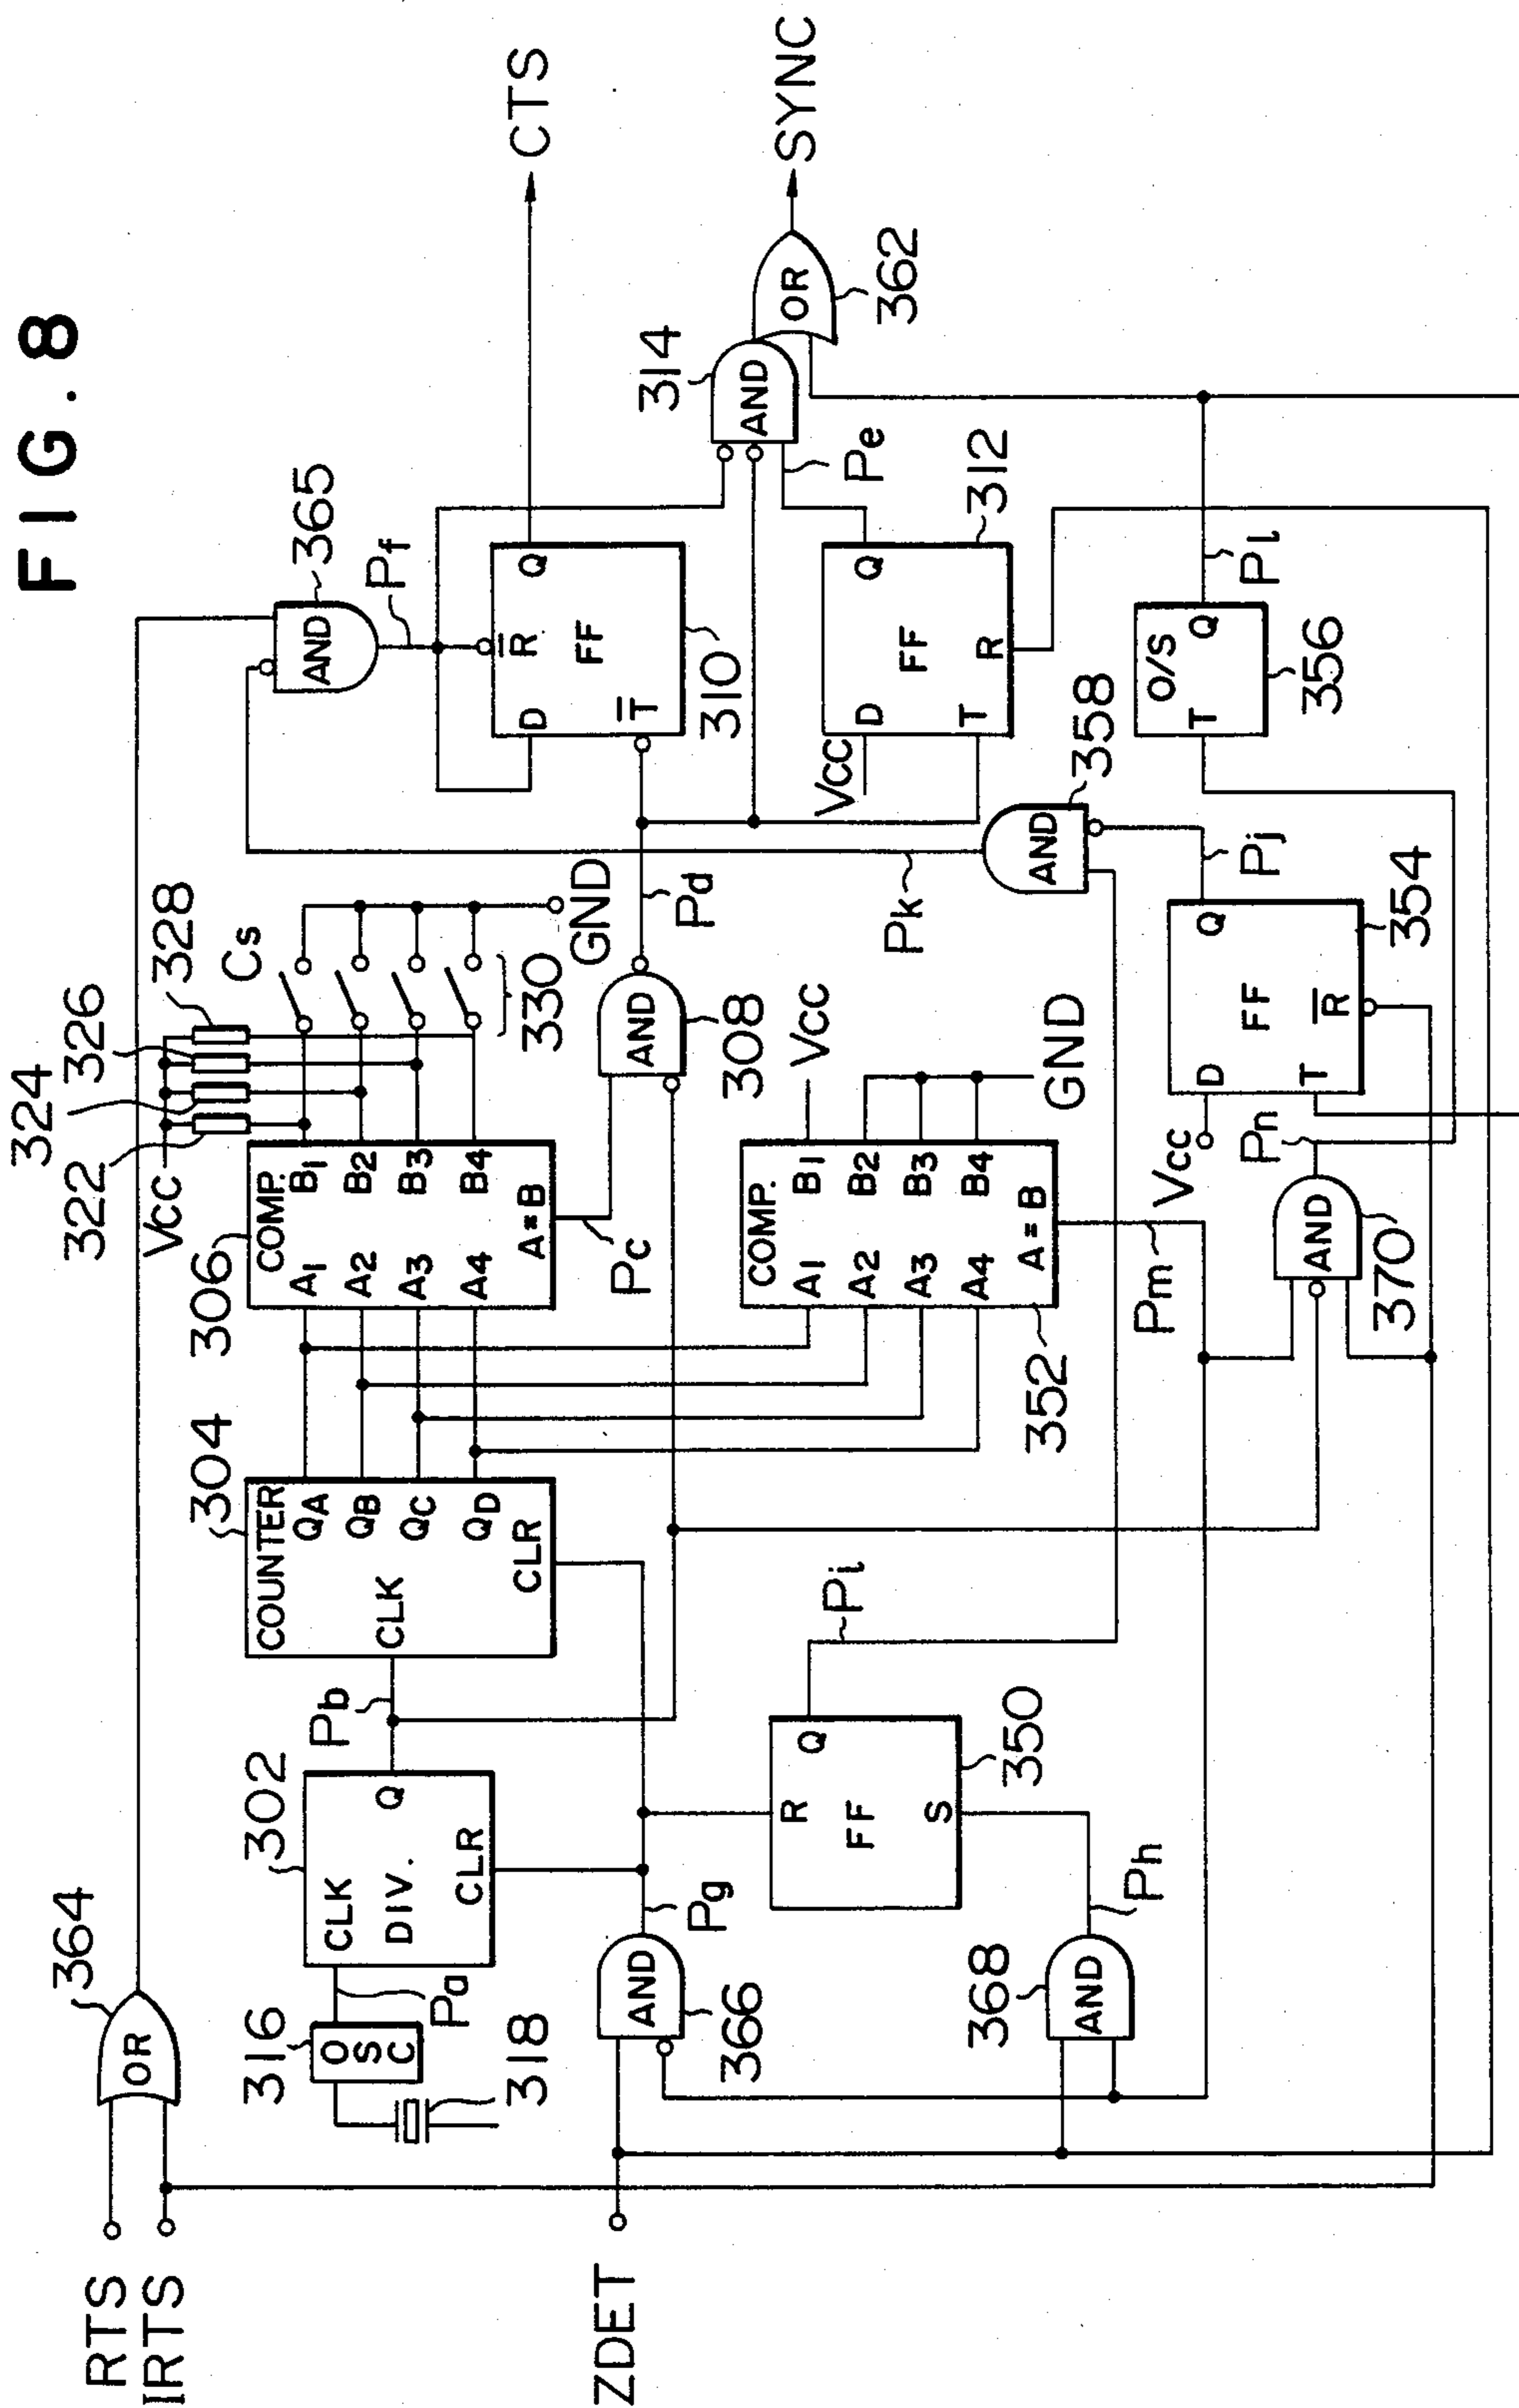 FIG. 8
RTS
IRTS
364
OR
316
OSC
318
Pa
302
CLK
DIV.
CLR
Q
Pb
304
COUNTER
CLK
QA
QB
QC
QD
CLR
306
COMP.
A1
A2
A3
A4
B1
B2
B3
B4
A=B
Pc
Vcc
322
324
326
328
Cs
330
GND
AND
308
Pd
365
AND
Pf
310
D
R
FF
T
Q
CTS
314
AND
Pe
OR
362
SYNC
312
Vcc
D
FF
T
R
Q
ZDET
AND
366
Pg
368
AND
Ph
350
R
FF
S
Q
Pi
352
COMP.
A1
A2
A3
A4
B1
B2
B3
B4
A=B
Vcc
GND
Pm
AND
358
Pk
Pj
AND
370
Pn
Vcc
354
D
FF
T
R
Q
356
O/S
T
Q
Pl